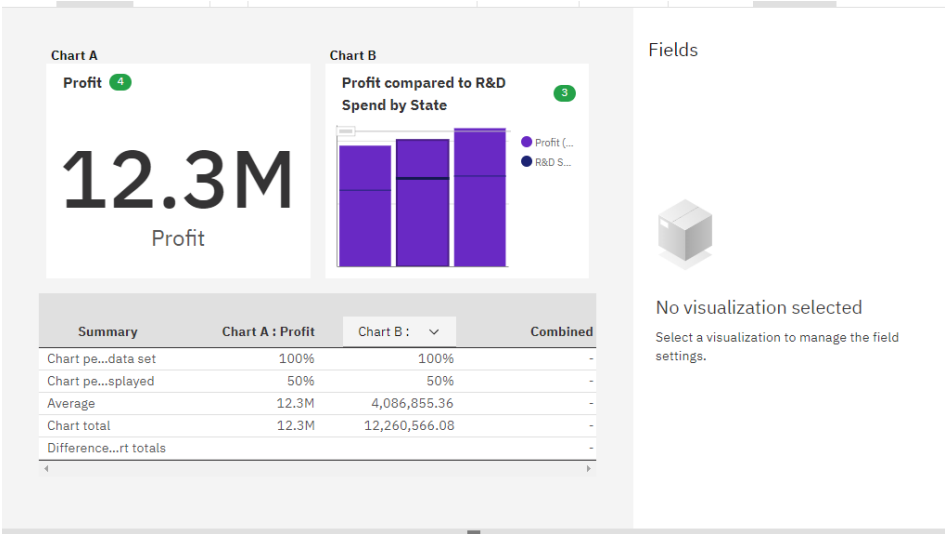 Chart A
Profit 4
12.3M
Profit
Chart B
Profit compared to R&D
Spend by State
3
Profit (...
R&D S...
Summary Chart A : Profit Chart B : Combined
Chart pe...data set 100% 100% -
Chart pe...splayed 50% 50% -
Average 12.3M 4,086,855.36 -
Chart total 12.3M 12,260,566.08 -
Difference...rt totals -
Fields
No visualization selected
Select a visualization to manage the field
settings.